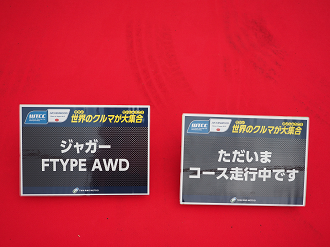 WTCC
世界のクルマが大集合
ジャガー
FTYPE AWD
WTCC
世界のクルマが大集合
ただいま
コース走行中です